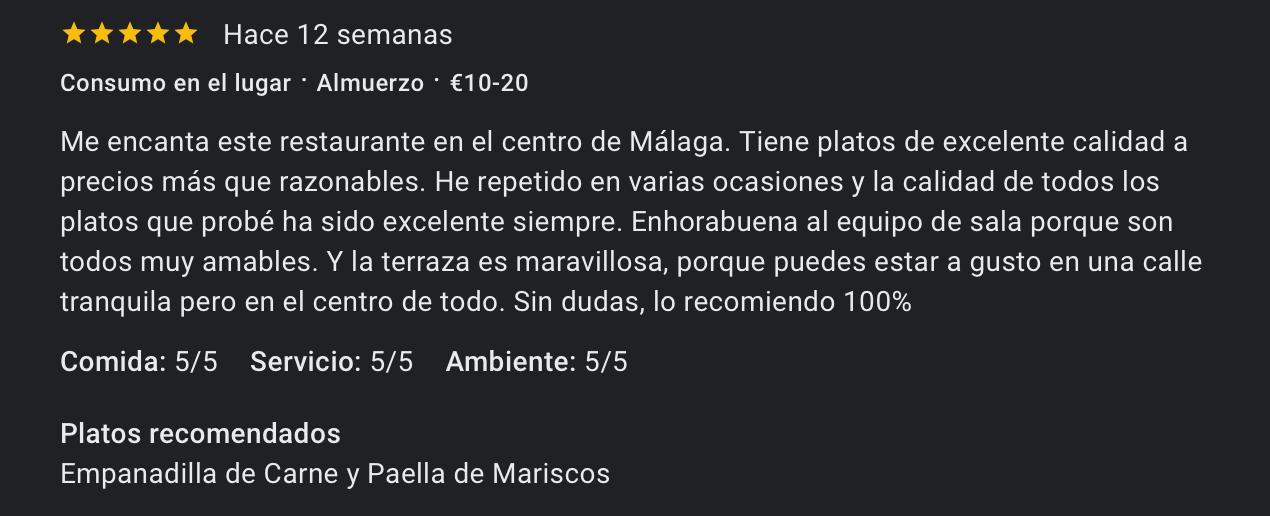 Hace 12 semanas
Consumo en el lugar · Almuerzo · €10-20
Me encanta este restaurante en el centro de Málaga. Tiene platos de excelente calidad a
precios más que razonables. He repetido en varias ocasiones y la calidad de todos los
platos que probé ha sido excelente siempre. Enhorabuena al equipo de sala porque son
todos muy amables. Y la terraza es maravillosa, porque puedes estar a gusto en una calle
tranquila pero en el centro de todo. Sin dudas, lo recomiendo 100%
Comida: 5/5 Servicio: 5/5 Ambiente: 5/5
Platos recomendados
Empanadilla de Carne y Paella de Mariscos